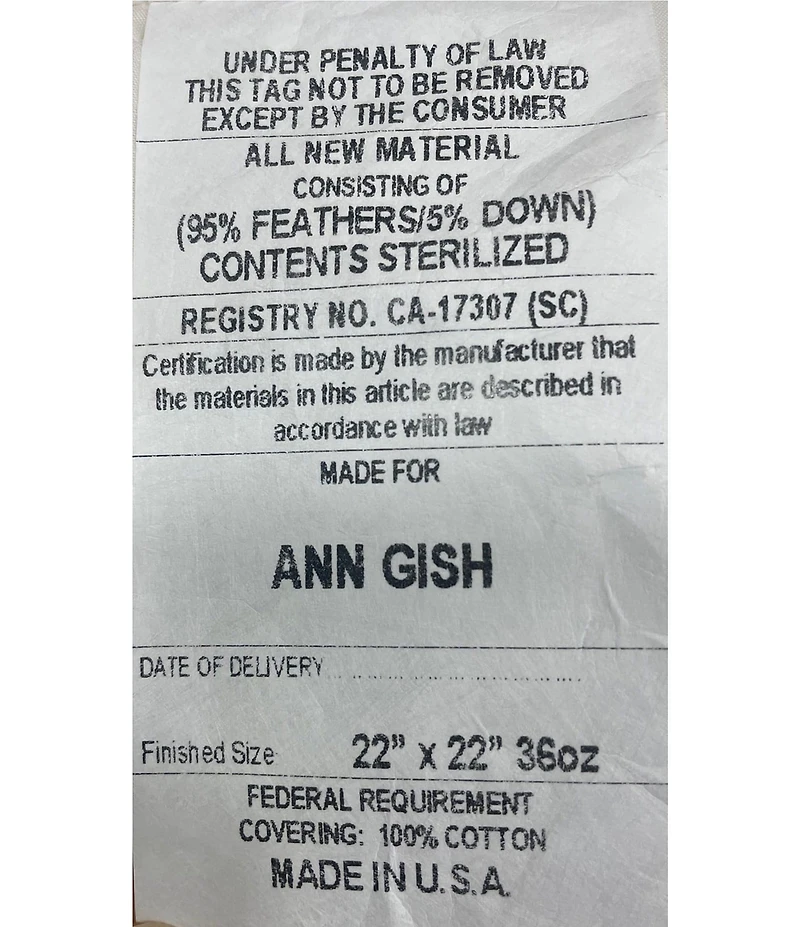 UNDER PENALTY OF LAW
THIS TAG NOT TO BE REMOVED
EXCEPT BY THE CONSUMER
ALL NEW MATERIAL
CONSISTING OF
(95% FEATHERS/5% DOWN)
CONTENTS STERILIZED
REGISTRY NO. CA-17307 (SC)
Certification is made by the manufacturer that
the materials in this article are described in
accordance with law
MADE FOR
ANN GISH
DATE OF DELIVERY
Finished Size 22” x 22” 36oz
FEDERAL REQUIREMENT
COVERING: 100% COTTON
MADE IN U.S.A.